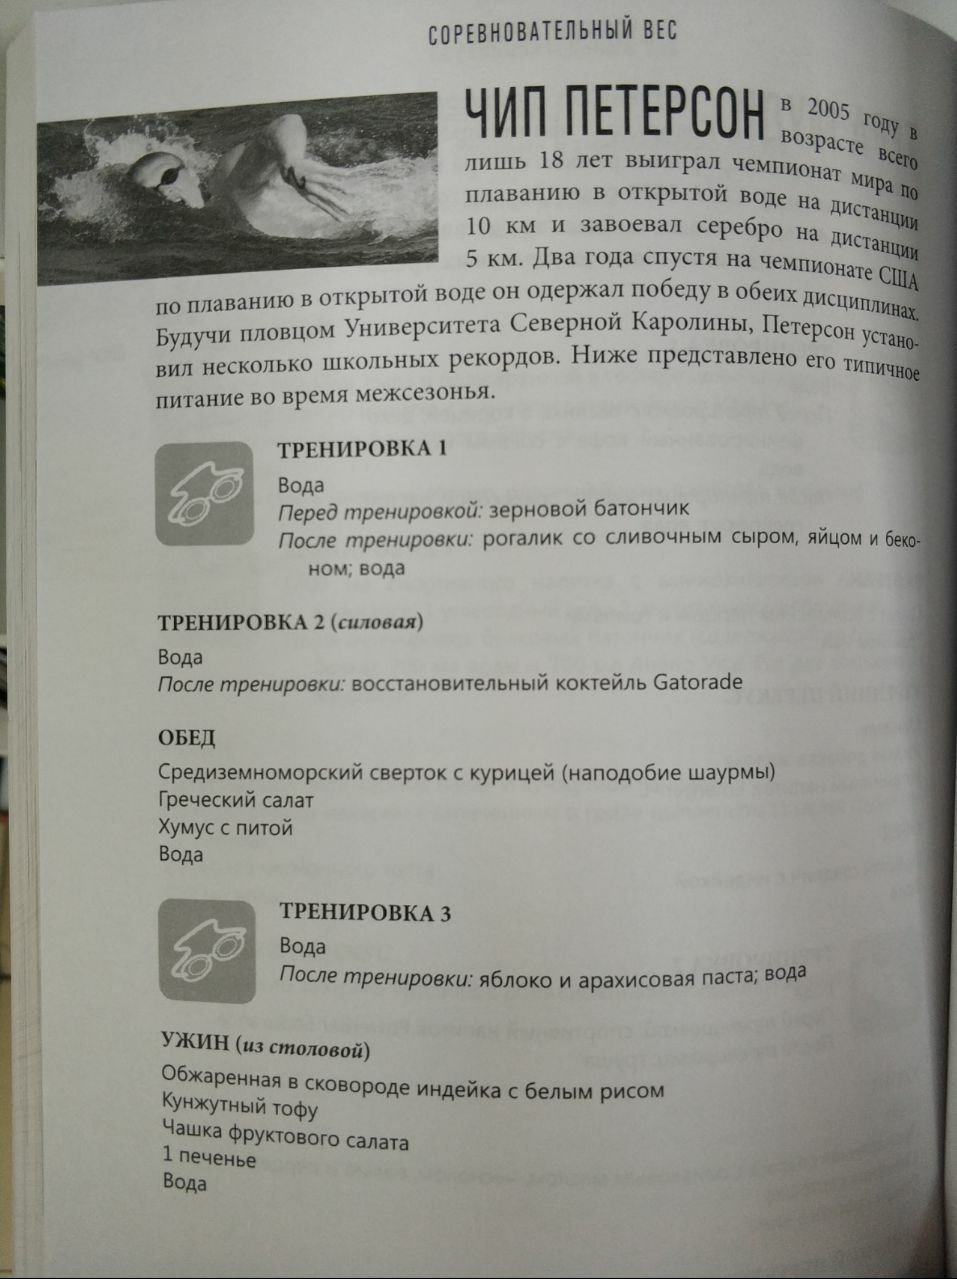 СОРЕВНОВАТЕЛЬНЫЙ ВЕС
ЧИП ПЕТЕРСОН в 2005 году в
возрасте всего
лишь 18 лет выиграл чемпионат мира по
плаванию в открытой воде на дистанции
10 км и завоевал серебро на дистанции
5 км. Два года спустя на чемпионате США
по плаванию в открытой воде он одержал победу в обеих дисциплинах.
Будучи пловцом Университета Северной Каролины, Петерсон устано-
вил несколько школьных рекордов. Ниже представлено его типичное
питание во время межсезонья.
ТРЕНИРОВКА 1
Вода
Перед тренировкой: зерновой батончик
После тренировки: рогалик со сливочным сыром, яйцом и беко-
ном; вода
ТРЕНИРОВКА 2 (силовая)
Вода
После тренировки: восстановительный коктейль Gatorade
ОБЕД
Средиземноморский сверток с курицей (наподобие шаурмы)
Греческий салат
Хумус с питой
Вода
ТРЕНИРОВКА 3
Вода
После тренировки: яблоко и арахисовая паста; вода
УЖИН (из столовой)
Обжаренная в сковороде индейка с белым рисом
Кунжутный тофу
Чашка фруктового салата
1 печенье
Вода